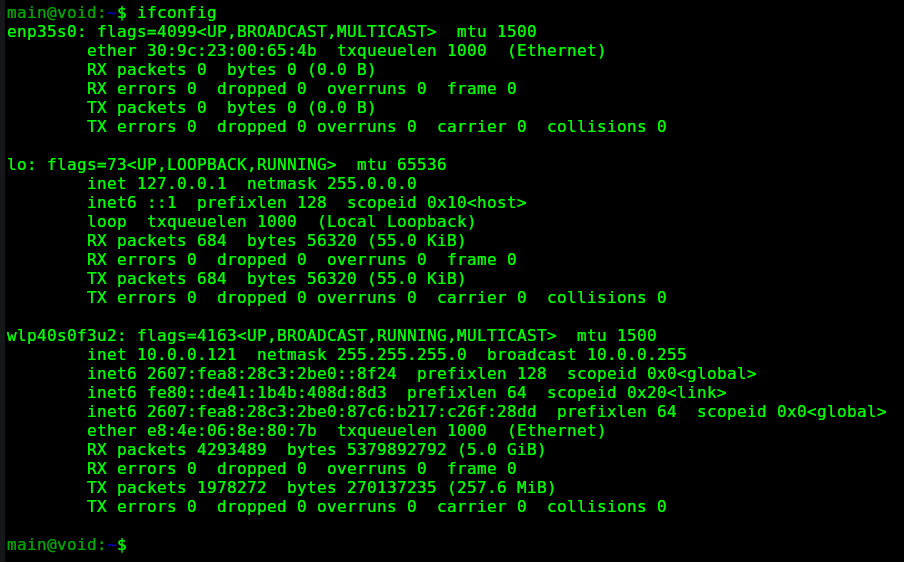 main@void:~$ ifconfig
enp35s0: flags=4099<UP,BROADCAST,MULTICAST>  mtu 1500
        ether 30:9c:23:00:65:4b  txqueuelen 1000  (Ethernet)
        RX packets 0  bytes 0 (0.0 B)
        RX errors 0  dropped 0  overruns 0  frame 0
        TX packets 0  bytes 0 (0.0 B)
        TX errors 0  dropped 0 overruns 0  carrier 0  collisions 0

lo: flags=73<UP,LOOPBACK,RUNNING>  mtu 65536
        inet 127.0.0.1  netmask 255.0.0.0
        inet6 ::1  prefixlen 128  scopeid 0x10<host>
        loop  txqueuelen 1000  (Local Loopback)
        RX packets 684  bytes 56320 (55.0 KiB)
        RX errors 0  dropped 0  overruns 0  frame 0
        TX packets 684  bytes 56320 (55.0 KiB)
        TX errors 0  dropped 0 overruns 0  carrier 0  collisions 0

wlp40s0f3u2: flags=4163<UP,BROADCAST,RUNNING,MULTICAST>  mtu 1500
        inet 10.0.0.121  netmask 255.255.255.0  broadcast 10.0.0.255
        inet6 2607:fea8:28c3:2be0::8f24  prefixlen 128  scopeid 0x0<global>
        inet6 fe80::de41:1b4b:408d:8d3  prefixlen 64  scopeid 0x20<link>
        inet6 2607:fea8:28c3:2be0:87c6:b217:c26f:28dd  prefixlen 64  scopeid 0x0<global>
        ether e8:4e:06:8e:80:7b  txqueuelen 1000  (Ethernet)
        RX packets 4293489  bytes 5379892792 (5.0 GiB)
        RX errors 0  dropped 0  overruns 0  frame 0
        TX packets 1978272  bytes 270137235 (257.6 MiB)
        TX errors 0  dropped 0 overruns 0  carrier 0  collisions 0

main@void:~$